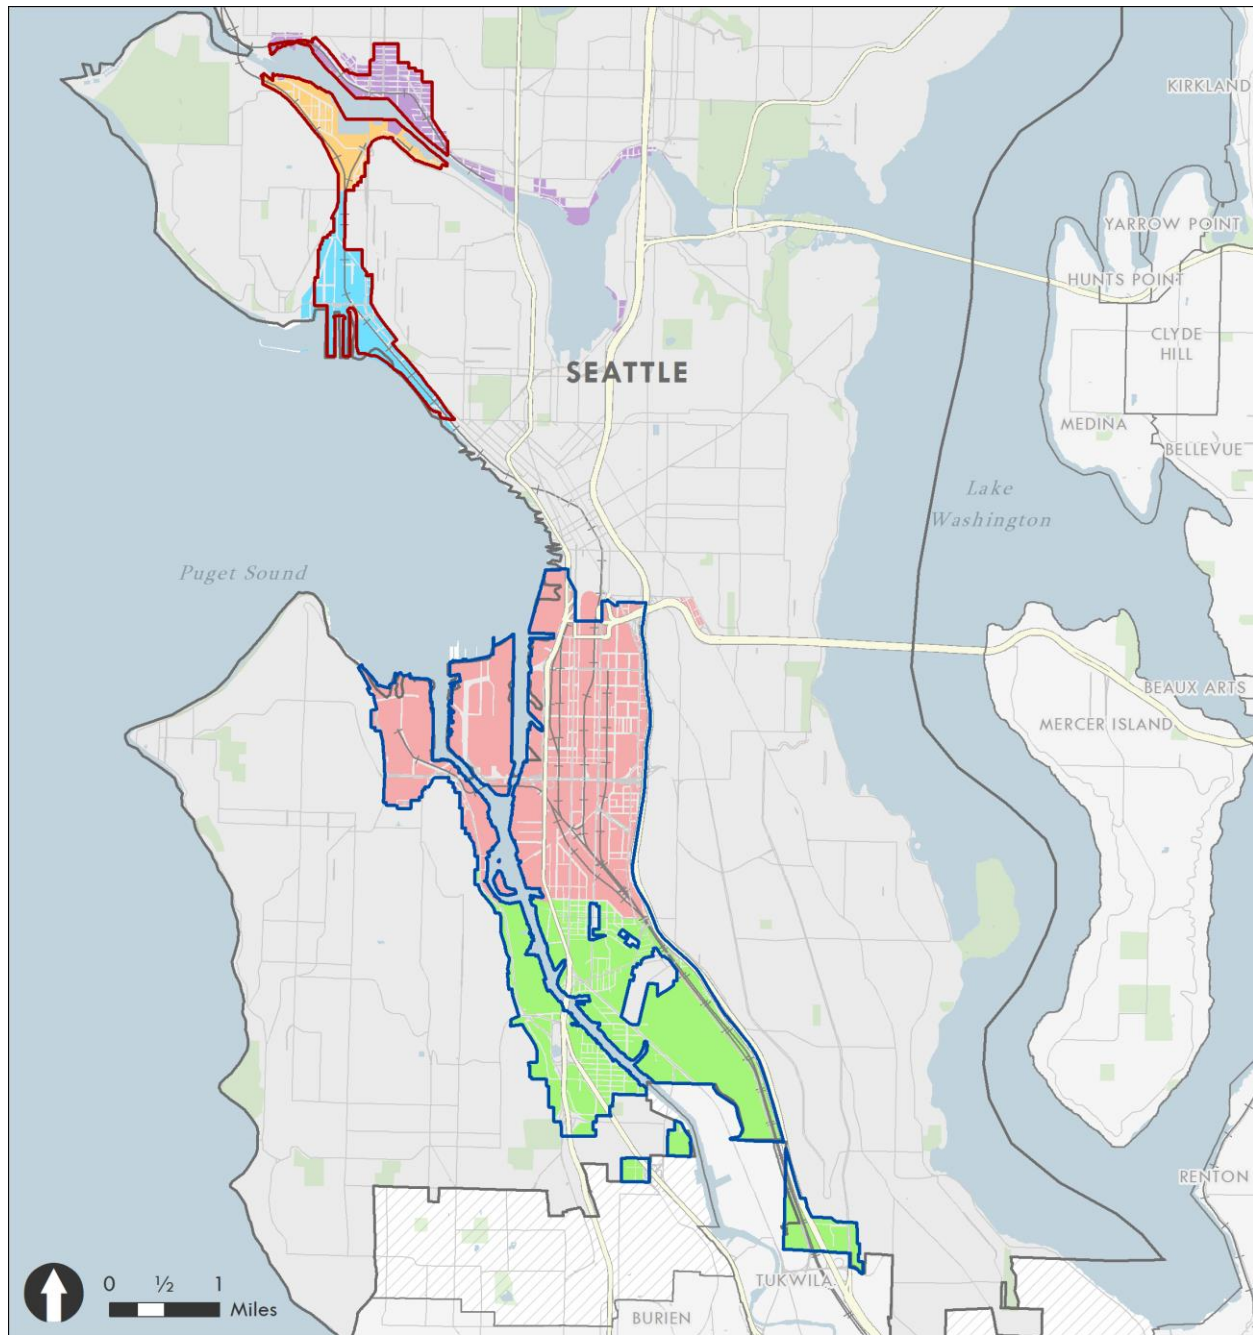 KIRKLAND
YARROW POINT
HUNTS POINT
CLYDE
HILL
SEATTLE
MEDINA
BELLEVUE
Lake
Washington
Puget Sound
BEAUX ARTS
MERCER ISLAND
RENTON
TUKWILA
BURIEN
0 ½ 1
Miles